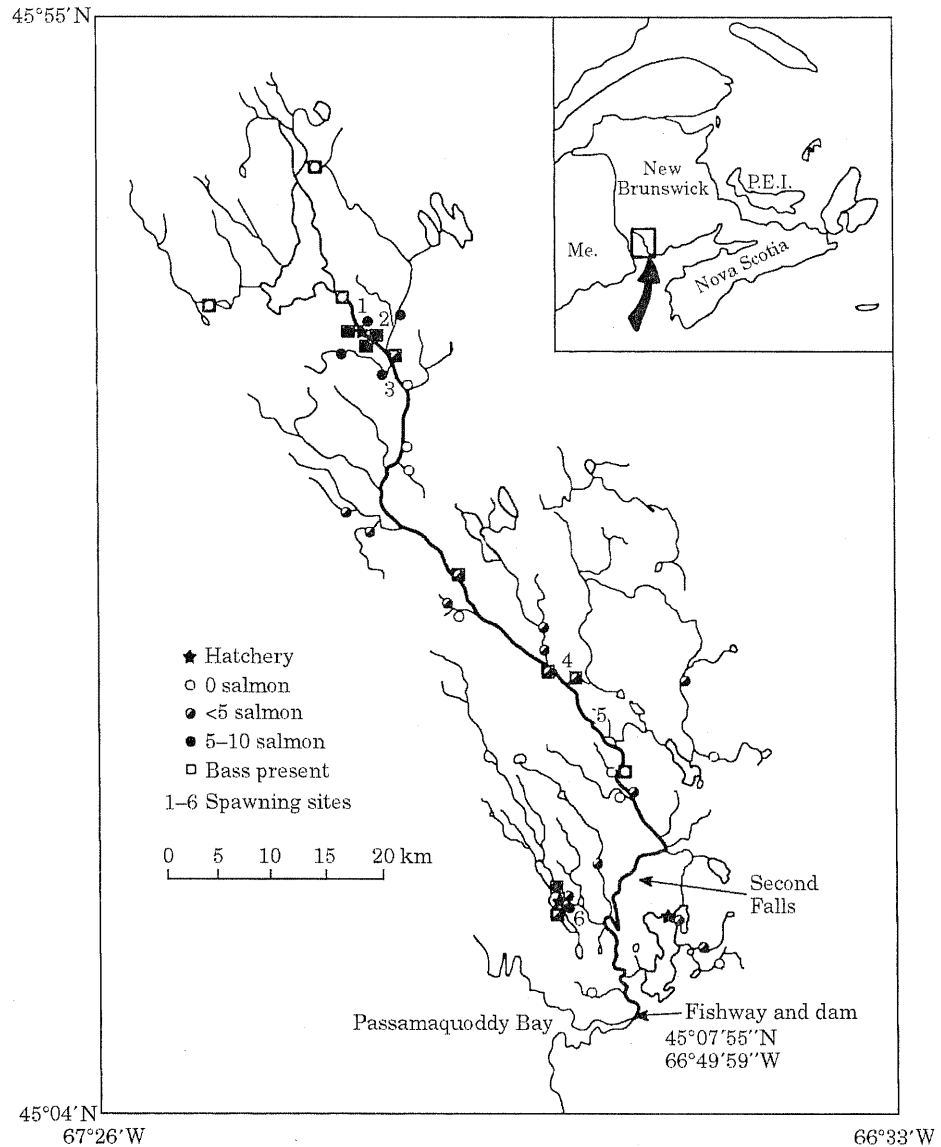 45°55′N
New
Brunswick
P.E.I.
Me.
Nova Scotia
1
2
3
Hatchery
0 salmon
<5 salmon
5–10 salmon
Bass present
1–6 Spawning sites
0 5 10 15 20 km
4
5
6
Second
Falls
Passamaquoddy Bay
Fishway and dam
45°07′55″N
66°49′59″W
45°04′N
67°26′W
66°33′W